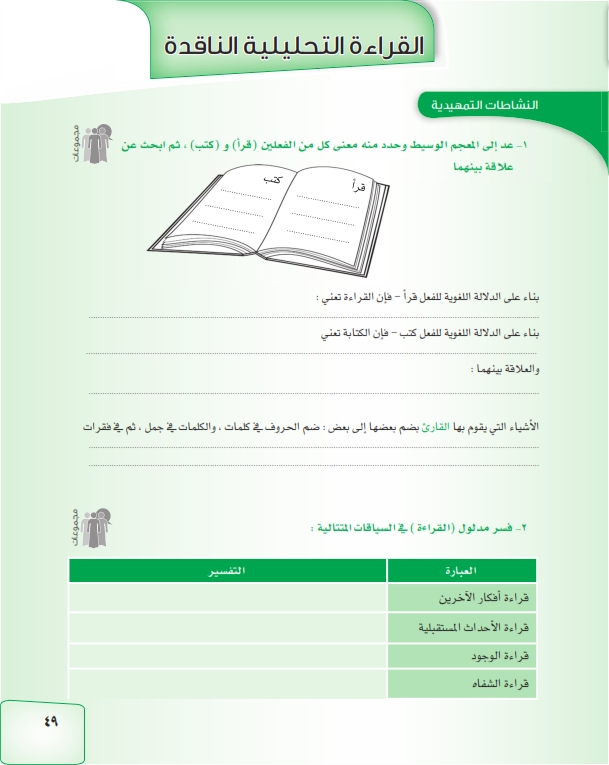 القراءة التحليلية الناقدة
النشاطات التمهيدية
مجموعات
١- عد إلى المعجم الوسيط وحدد منه معنى كل من الفعلين (قرأ) و (كتب) ، ثم ابحث عن
علاقة بينهما
قرأ
كتب
بناء على الدلالة اللغوية للفعل قرأ – فإن القراءة تعني :
بناء على الدلالة اللغوية للفعل كتب – فإن الكتابة تعني
والعلاقة بينهما :
الأشياء التي يقوم بها القارئ بضم بعضها إلى بعض : ضم الحروف في كلمات ، والكلمات في جمل ، ثم في فقرات
مجموعات
٢- فسر مدلول (القراءة ) في السياقات المتتالية :
العبارة التفسير
قراءة أفكار الآخرين
قراءة الأحداث المستقبلية
قراءة الوجود
قراءة الشفاه
٤٩